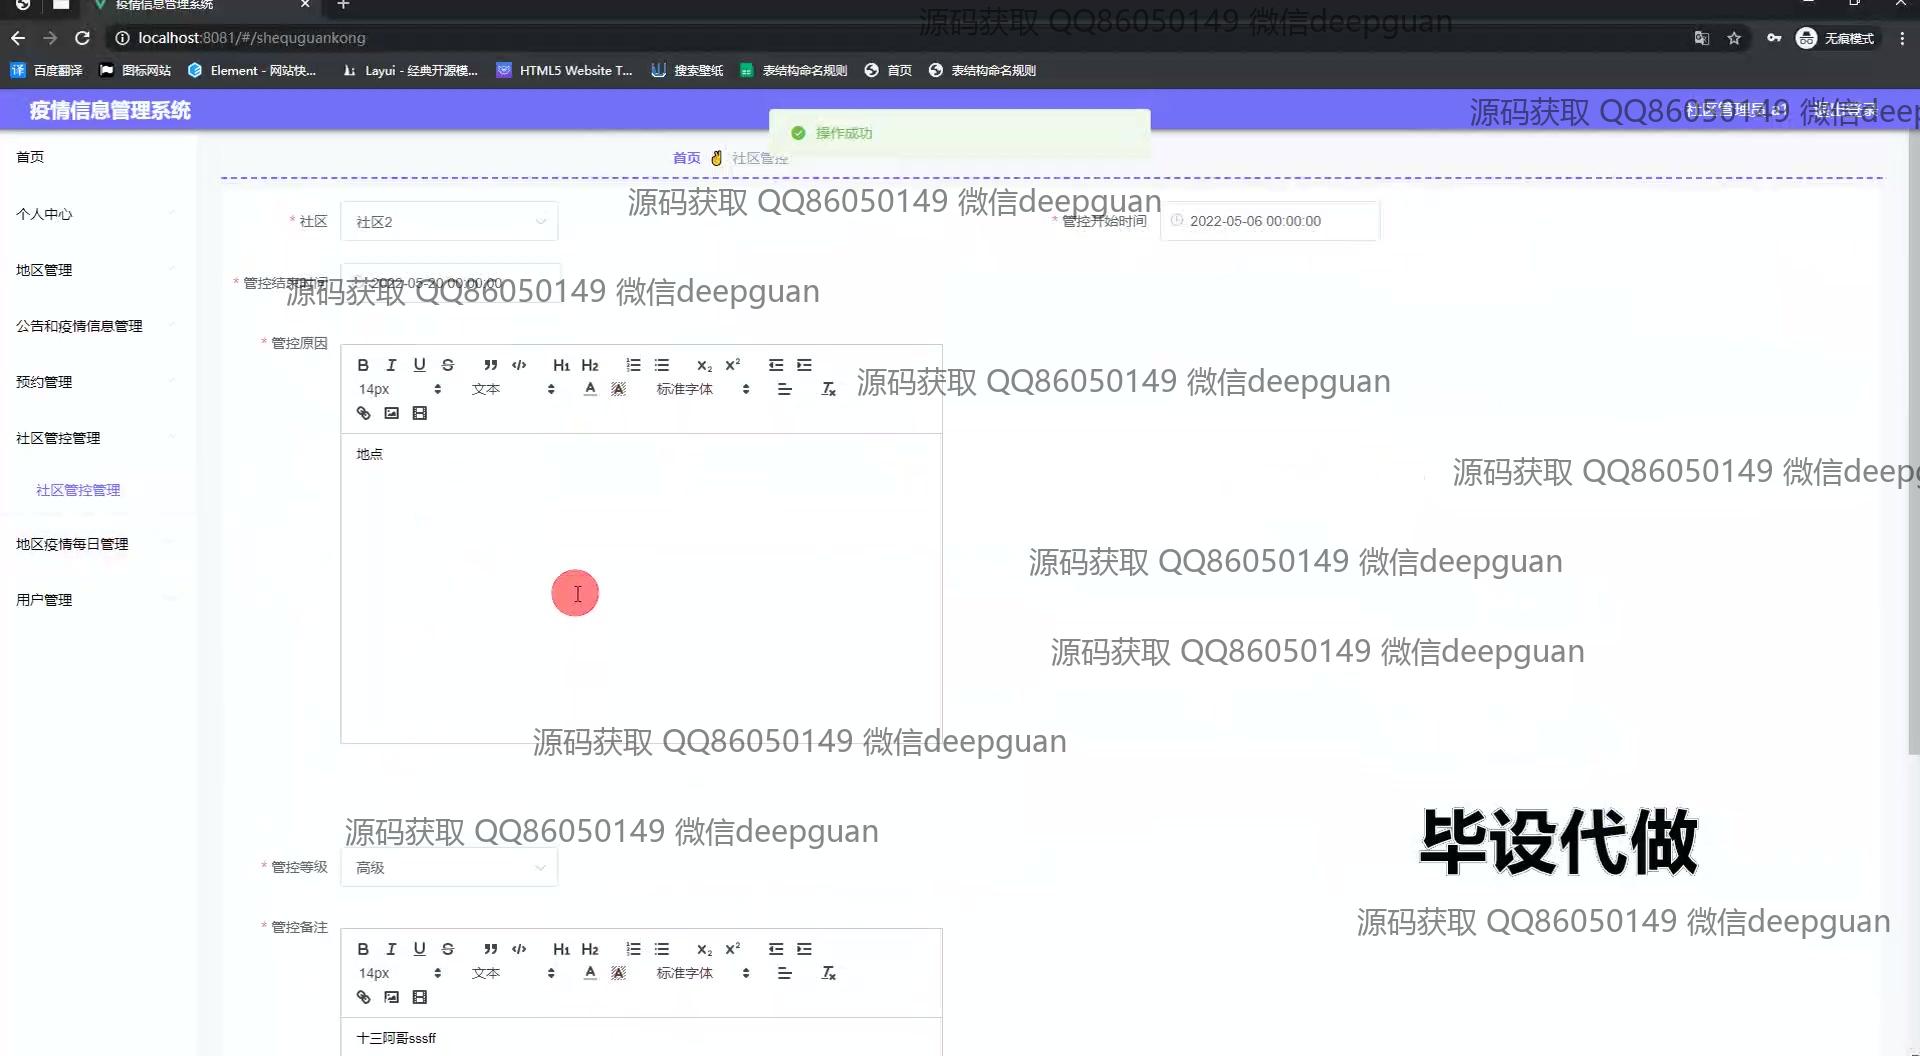 疫情信息管理系统
源码获取 QQ86050149 微信deepguan
localhost:8081/#/shequguankong
无痕模式
百度翻译
图标网站
Element - 网站快...
Layui - 经典开源模...
HTML5 Website T...
搜索壁纸
表结构命名规则
首页
表结构命名规则
疫情信息管理系统
操作成功
源码获取 QQ86050149 微信deep
首页
首页 社区管控
个人中心
地区管理
公告和疫情信息管理
预约管理
社区管控管理
社区管控管理
地区疫情每日管理
用户管理
源码获取 QQ86050149 微信deepguan
* 社区 社区2
* 管控开始时间 2022-05-06 00:00:00
* 管控结束时间 2022-05-20 00:00:00
源码获取 QQ86050149 微信deepguan
* 管控原因
B I U S H1 H2 X2 X2
14px 文本 A A 标准字体 Tx
源码获取 QQ86050149 微信deepguan
地点
源码获取 QQ86050149 微信deep
源码获取 QQ86050149 微信deepguan
源码获取 QQ86050149 微信deepguan
源码获取 QQ86050149 微信deepguan
源码获取 QQ86050149 微信deepguan
毕设代做
* 管控等级 高级
源码获取 QQ86050149 微信deepguan
* 管控备注
B I U S H1 H2 X2 X2
14px 文本 A A 标准字体 Tx
十三阿哥sssff